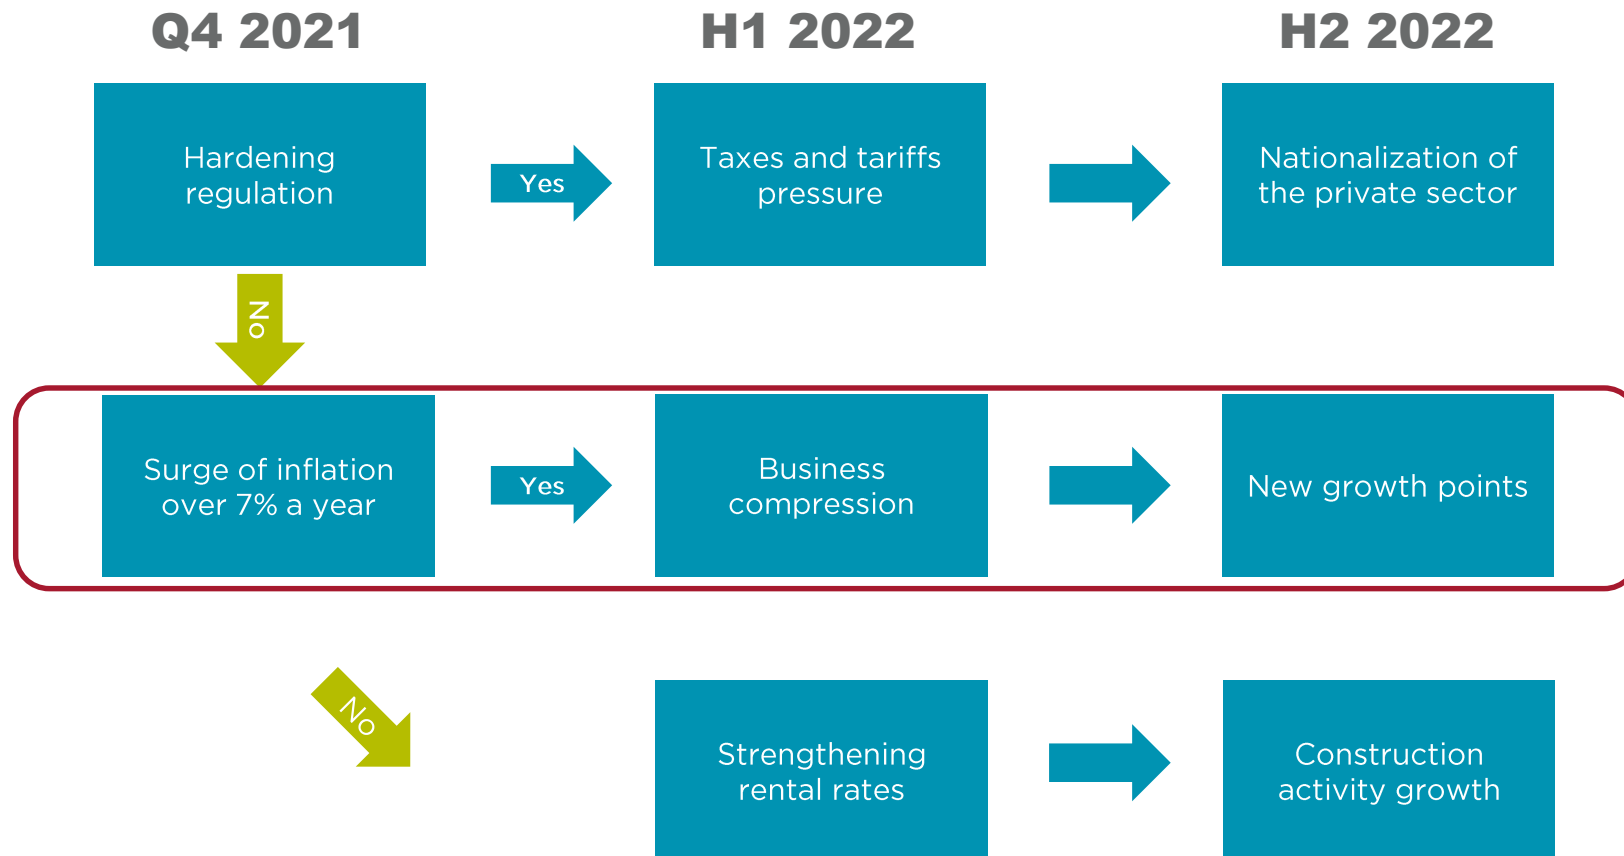 Q4 2021
H1 2022
H2 2022
Hardening
regulation
Yes
Taxes and tariffs
pressure
Nationalization of
the private sector
No
Surge of inflation
over 7% a year
Yes
Business
compression
New growth points
No
Strengthening
rental rates
Construction
activity growth